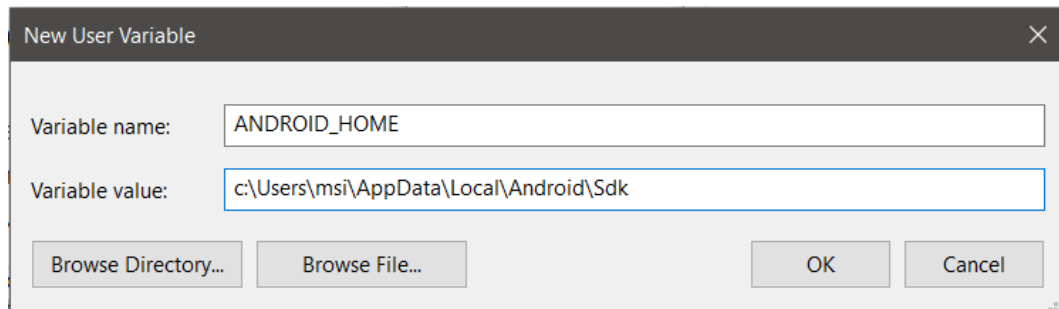 New User Variable
Variable name: ANDROID_HOME
Variable value: c:\Users\msi\AppData\Local\Android\Sdk
Browse Directory... Browse File... OK Cancel